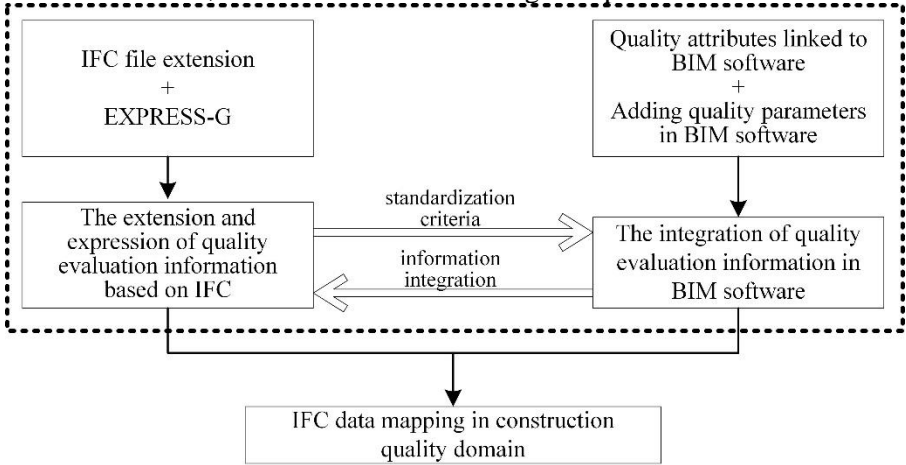 IFC file extension
+
EXPRESS-G
Quality attributes linked to
BIM software
+
Adding quality parameters
in BIM software
The extension and
expression of quality
evaluation information
based on IFC
standardization
criteria
information
integration
The integration of quality
evaluation information in
BIM software
IFC data mapping in construction
quality domain